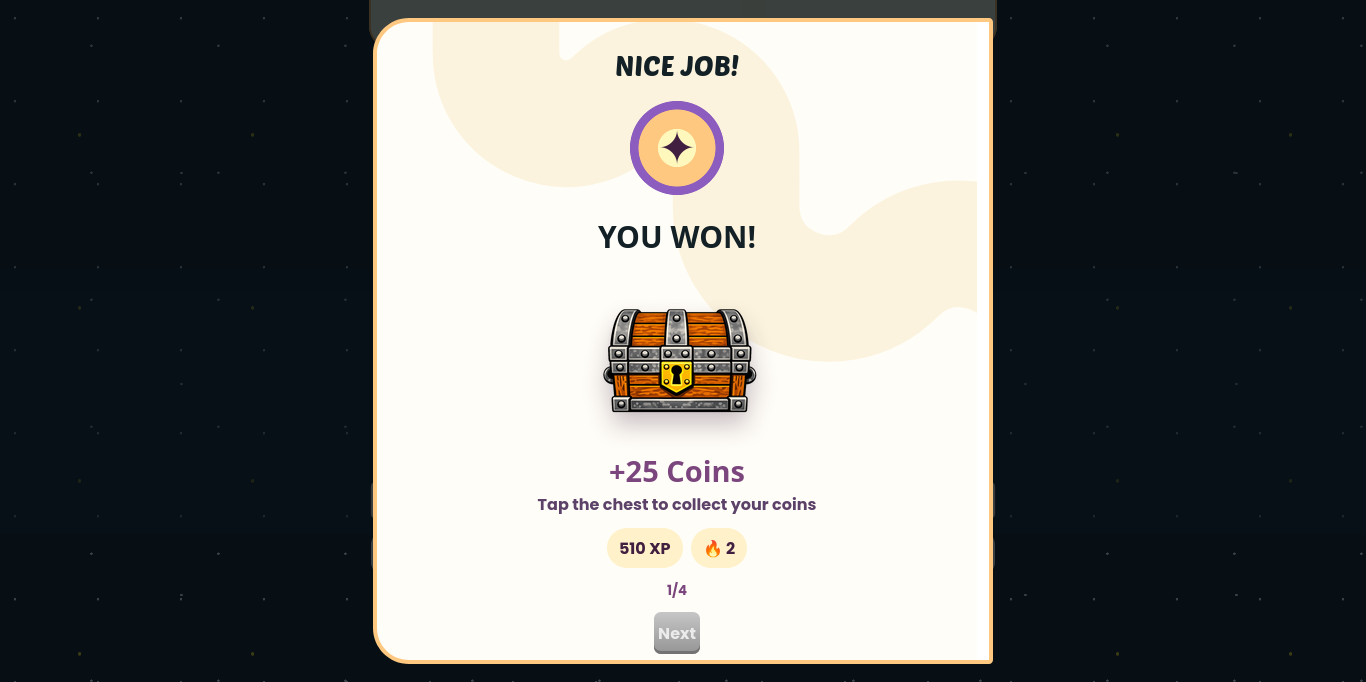 NICE JOB!
YOU WON!
+25 Coins
Tap the chest to collect your coins
510 XP
🔥 2
1/4
Next